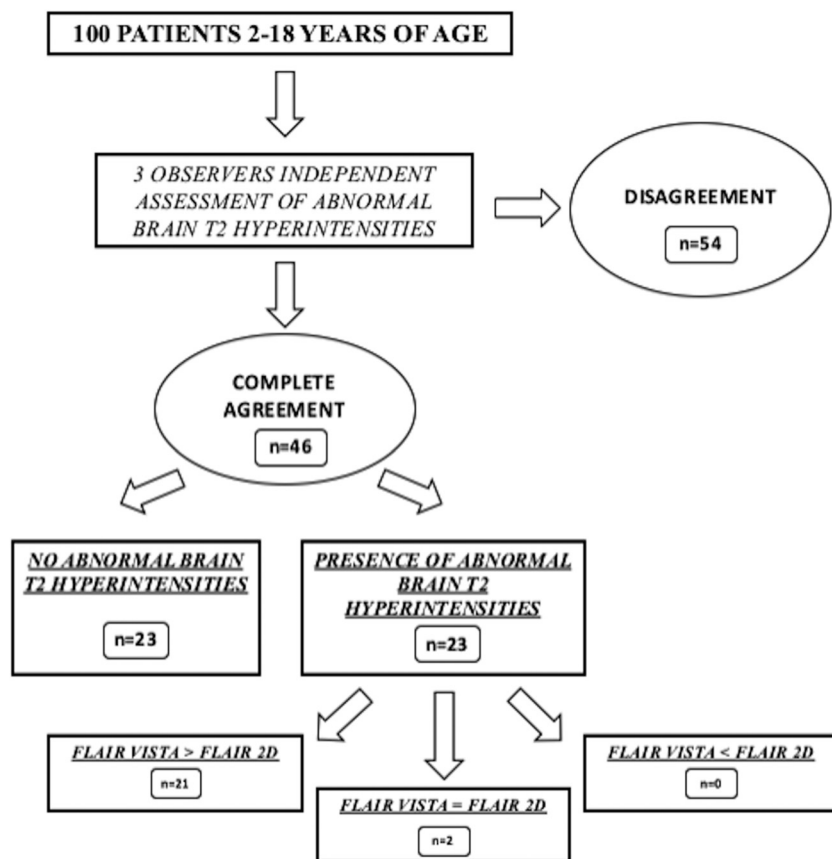 100 PATIENTS 2-18 YEARS OF AGE
3 OBSERVERS INDEPENDENT
ASSESSMENT OF ABNORMAL
BRAIN T2 HYPERINTENSITIES
DISAGREEMENT
n=54
COMPLETE
AGREEMENT
n=46
NO ABNORMAL BRAIN
T2 HYPERINTENSITIES
n=23
PRESENCE OF ABNORMAL
BRAIN T2
HYPERINTENSITIES
n=23
FLAIR VISTA > FLAIR 2D
n=21
FLAIR VISTA = FLAIR 2D
n=2
FLAIR VISTA < FLAIR 2D
n=0